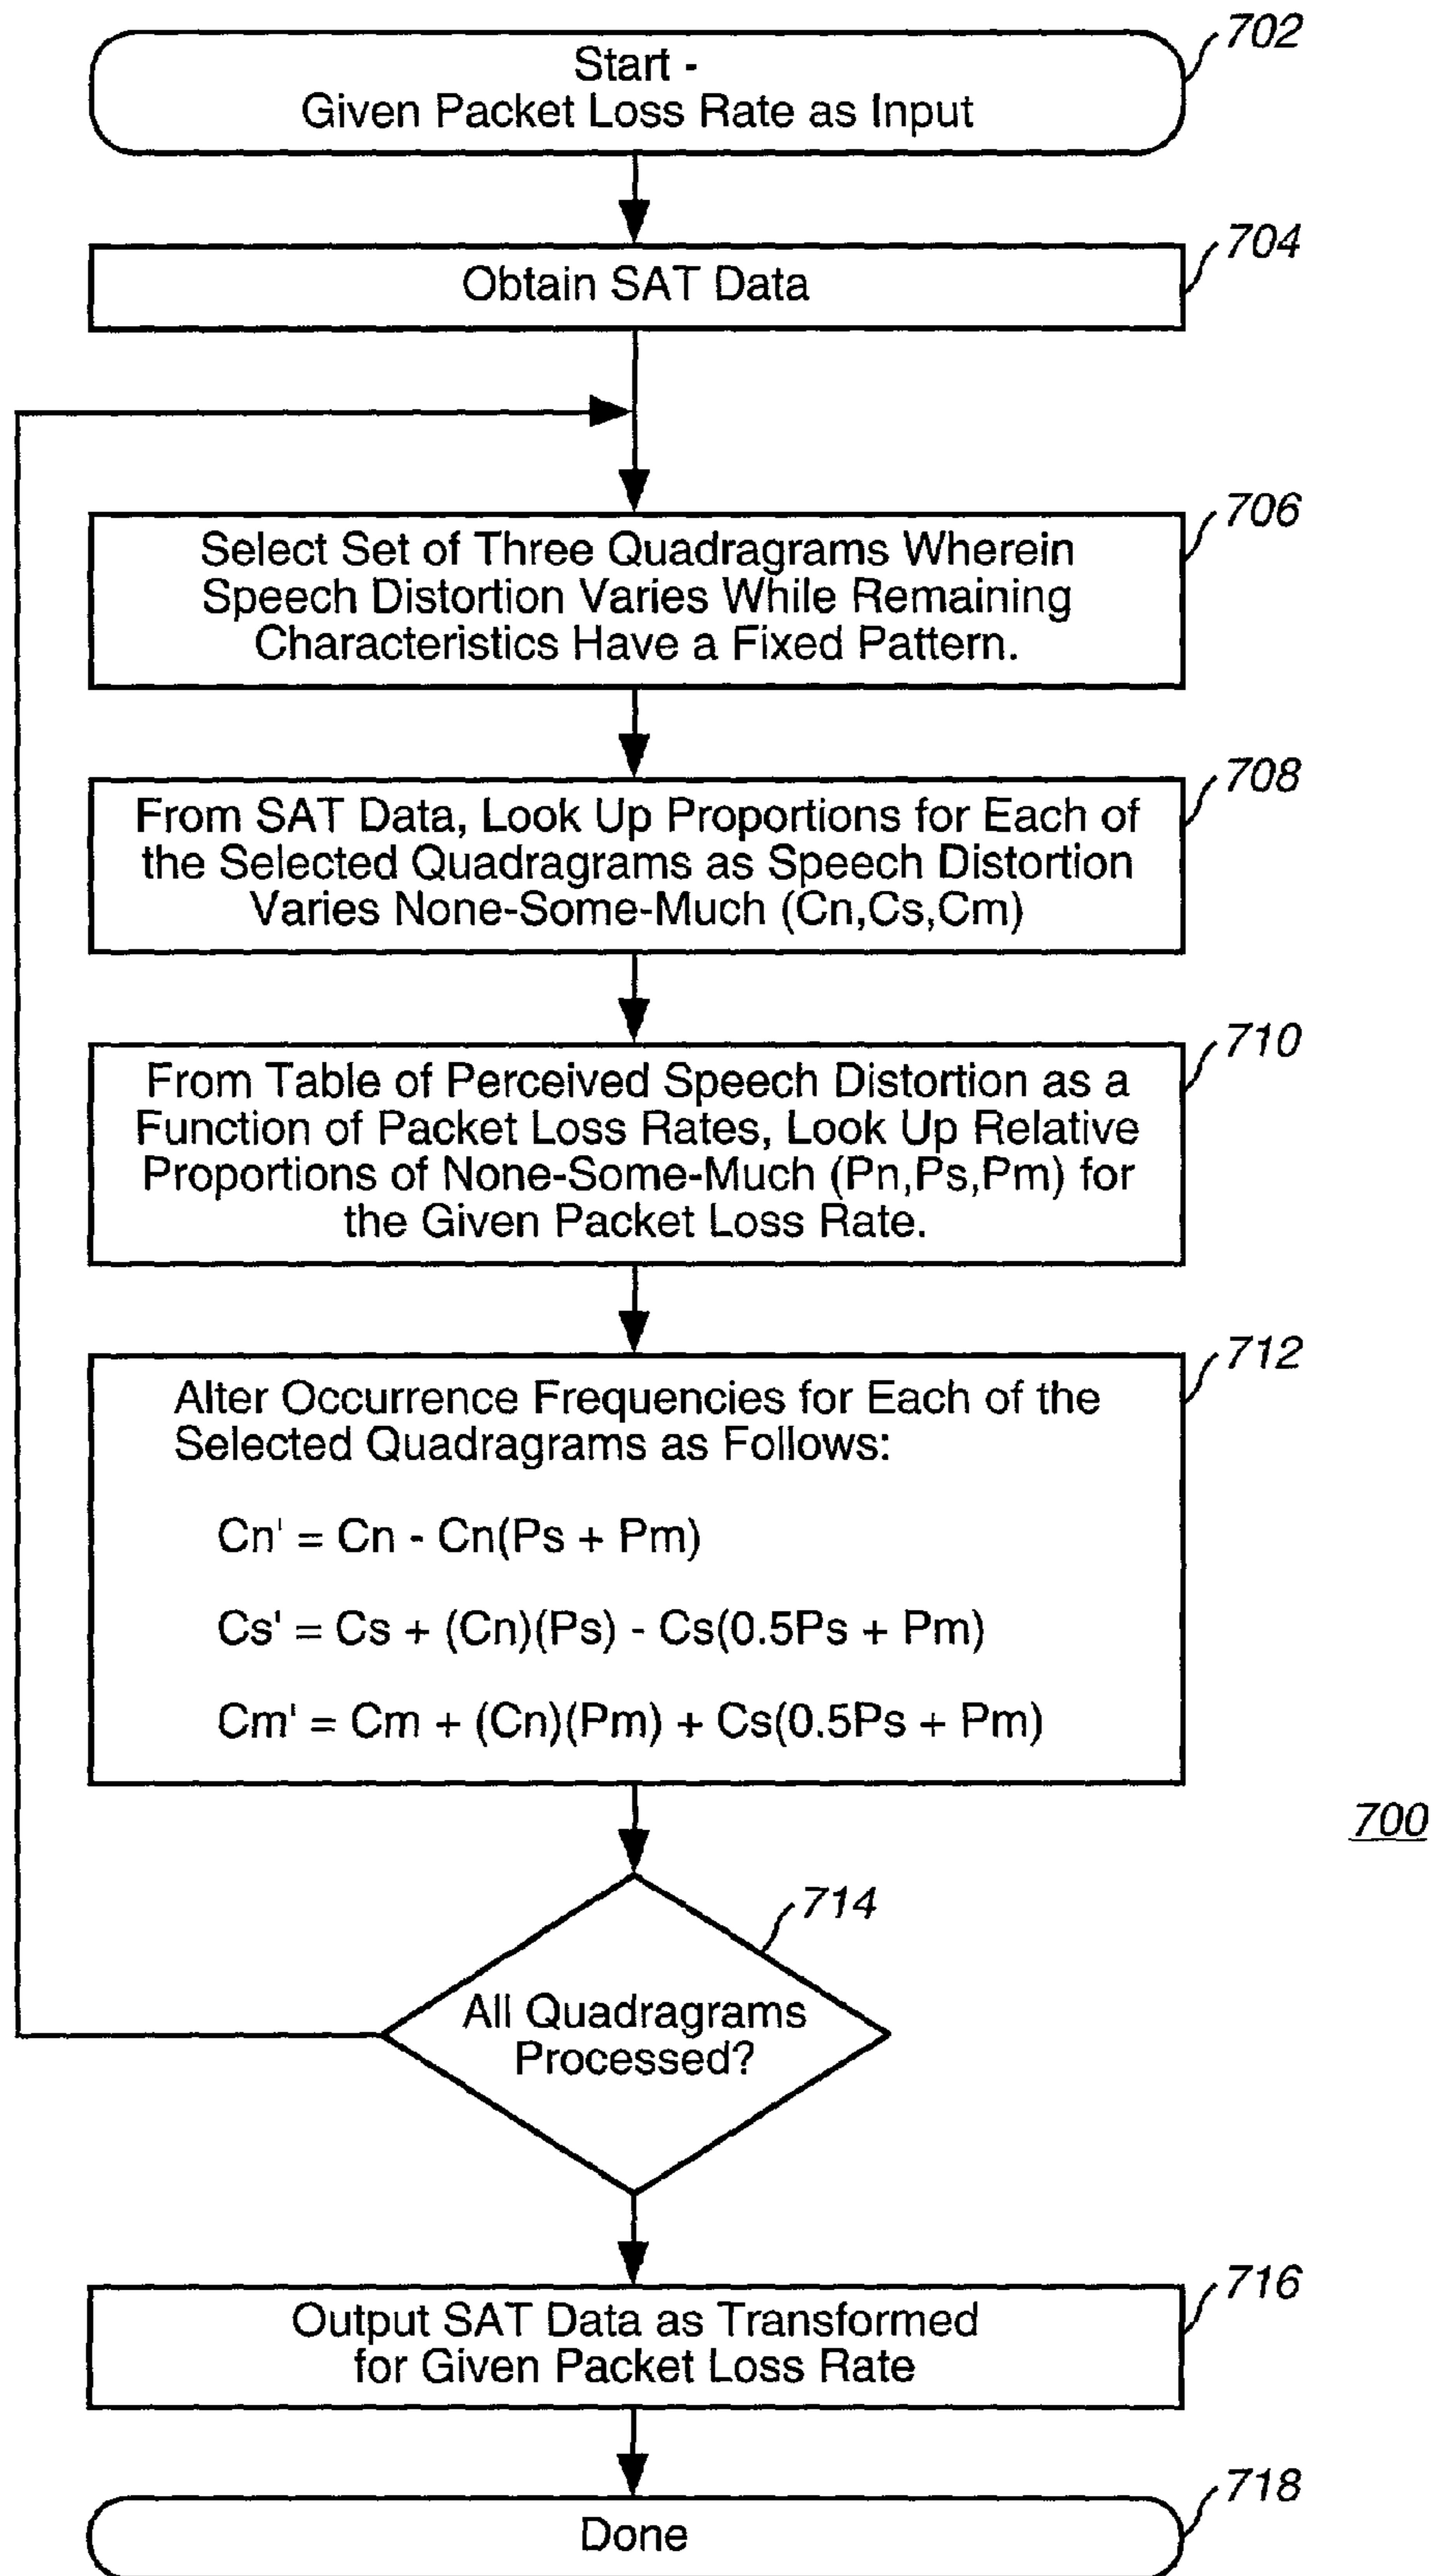 702
Start -
Given Packet Loss Rate as Input
704
Obtain SAT Data
706
Select Set of Three Quadragrams Wherein
Speech Distortion Varies While Remaining
Characteristics Have a Fixed Pattern.
708
From SAT Data, Look Up Proportions for Each of
the Selected Quadragrams as Speech Distortion
Varies None-Some-Much (Cn,Cs,Cm)
710
From Table of Perceived Speech Distortion as a
Function of Packet Loss Rates, Look Up Relative
Proportions of None-Some-Much (Pn,Ps,Pm) for
the Given Packet Loss Rate.
712
Alter Occurrence Frequencies for Each of the
Selected Quadragrams as Follows:
Cn' = Cn - Cn(Ps + Pm)
Cs' = Cs + (Cn)(Ps) - Cs(0.5Ps + Pm)
Cm' = Cm + (Cn)(Pm) + Cs(0.5Ps + Pm)
700
714
All Quadragrams
Processed?
716
Output SAT Data as Transformed
for Given Packet Loss Rate
718
Done